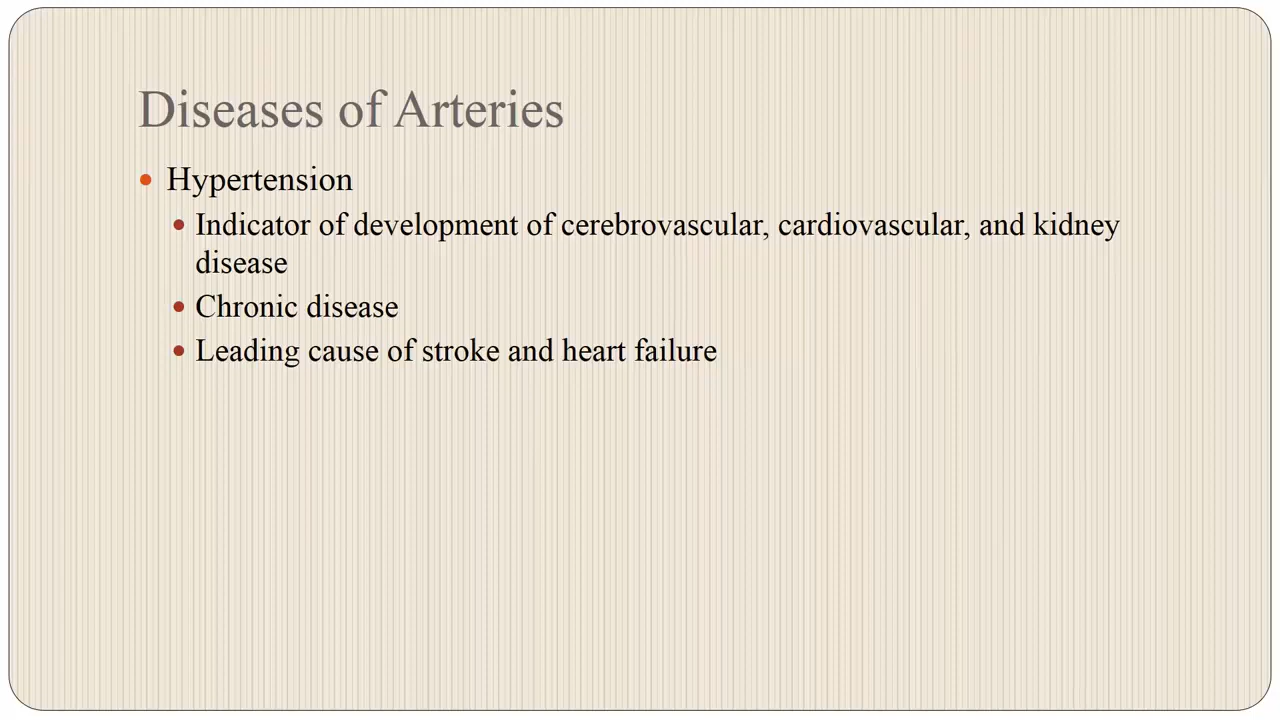 Diseases of Arteries
Hypertension
Indicator of development of cerebrovascular, cardiovascular, and kidney
disease
Chronic disease
Leading cause of stroke and heart failure